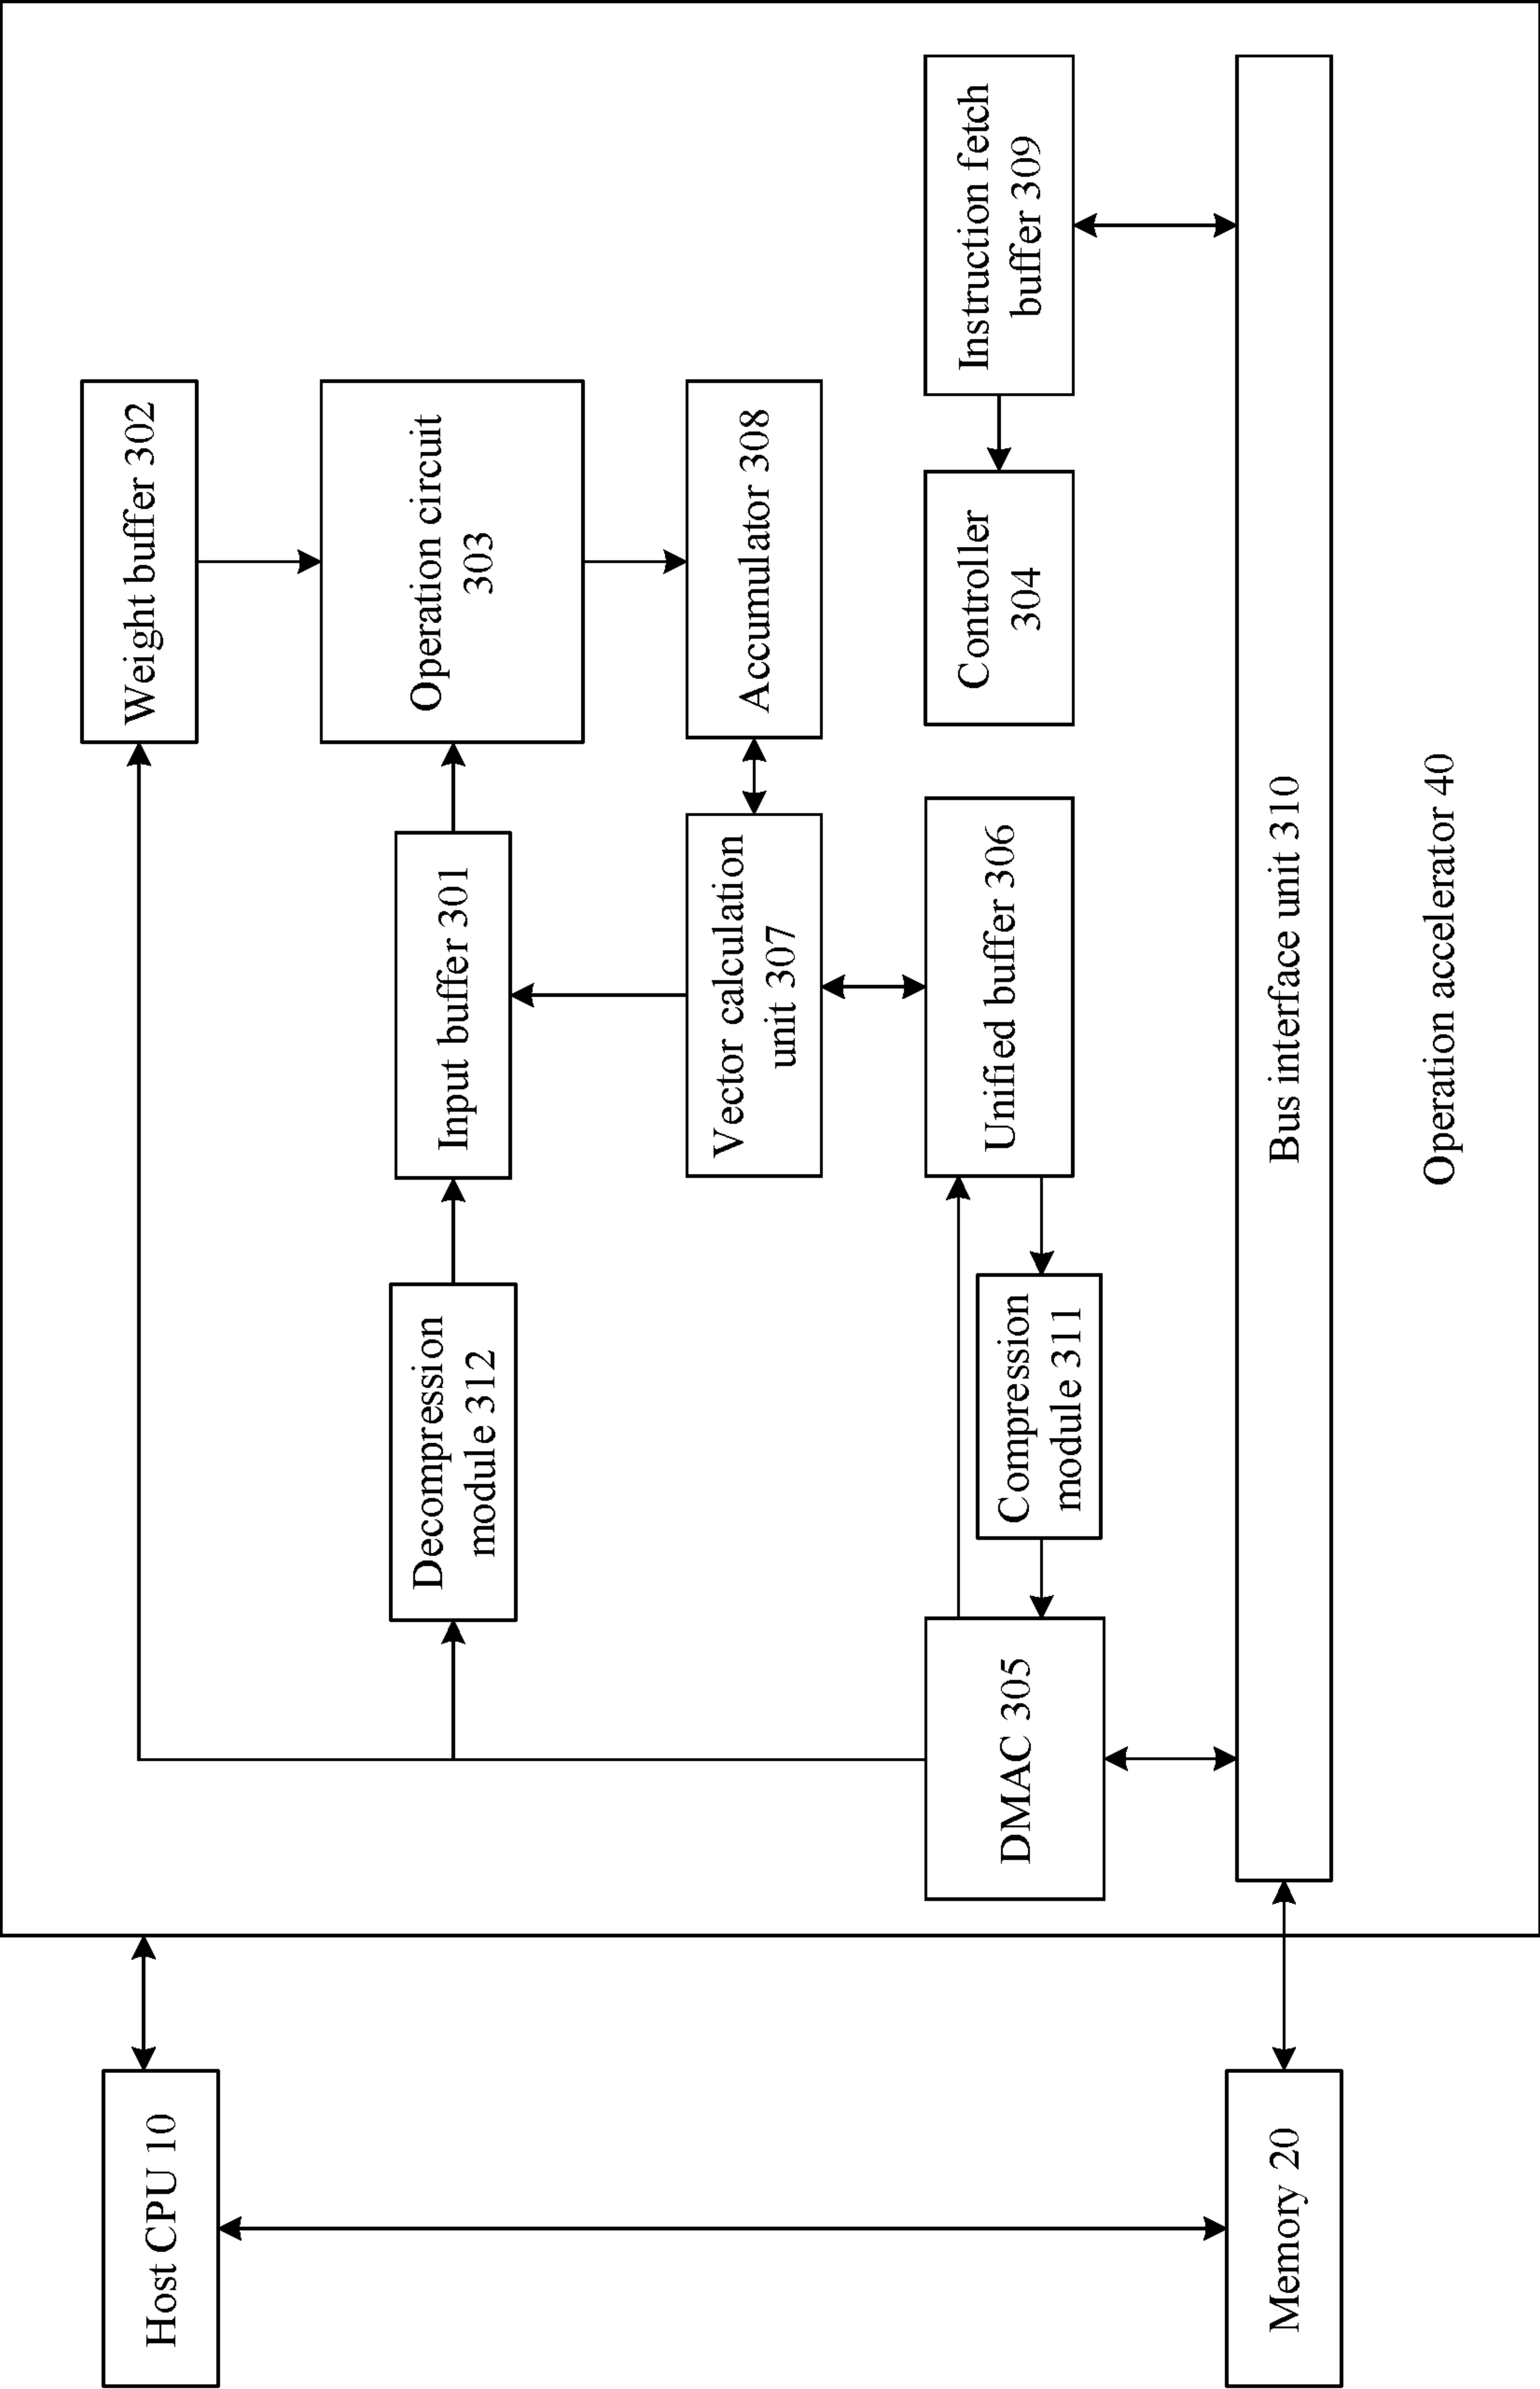 Host CPU 10
Weight buffer 302
Decompression
module 312
Input buffer 301
Operation circuit
303
Vector calculation
unit 307
Accumulator 308
DMAC 305
Compression
module 311
Unified buffer 306
Controller
304
Instruction fetch
buffer 309
Memory 20
Bus interface unit 310
Operation accelerator 40